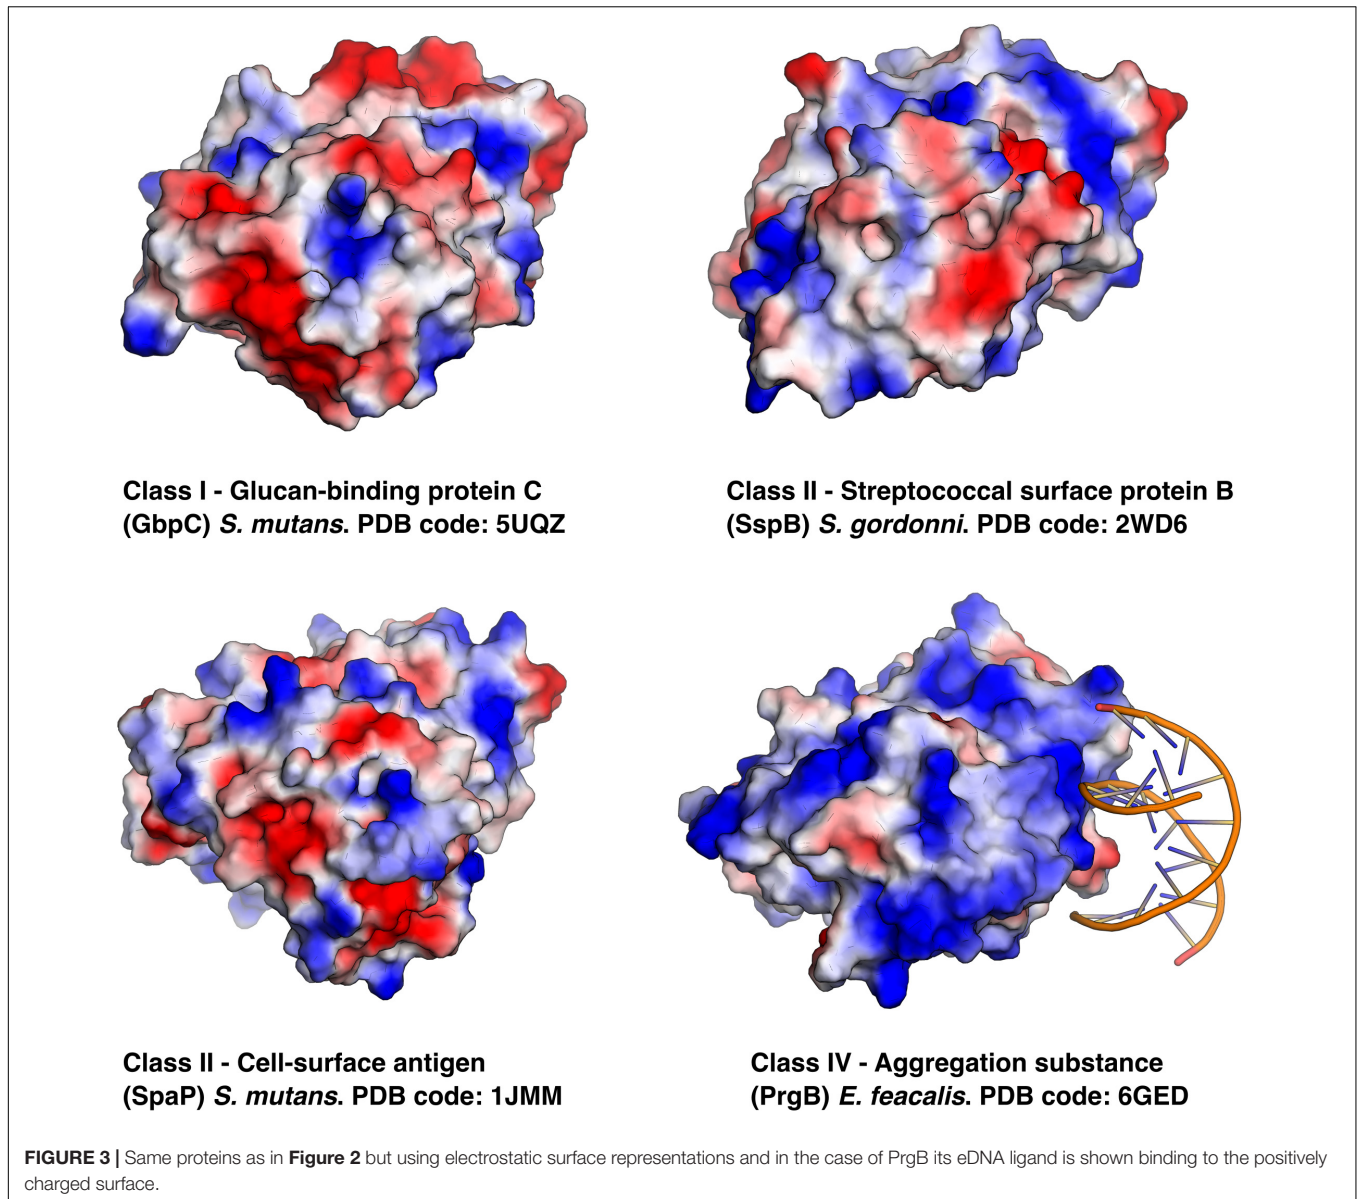 Class I - Glucan-binding protein C
(GbpC) S. mutans. PDB code: 5UQZ
Class II - Streptococcal surface protein B
(SspB) S. gordonni. PDB code: 2WD6
Class II - Cell-surface antigen
(SpaP) S. mutans. PDB code: 1JMM
Class IV - Aggregation substance
(PrgB) E. feacalis. PDB code: 6GED
FIGURE 3 | Same proteins as in Figure 2 but using electrostatic surface representations and in the case of PrgB its eDNA ligand is shown binding to the positively
charged surface.